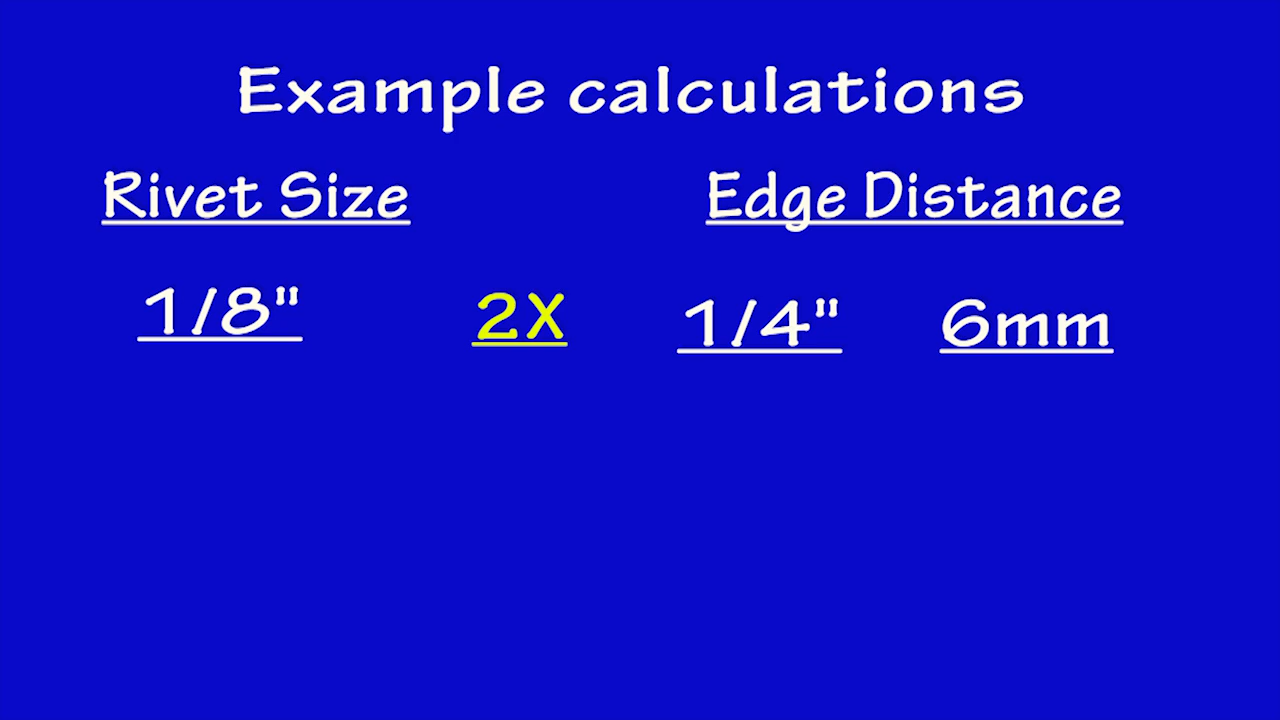 Example calculations
Rivet Size Edge Distance
1/8" 2X 1/4" 6mm